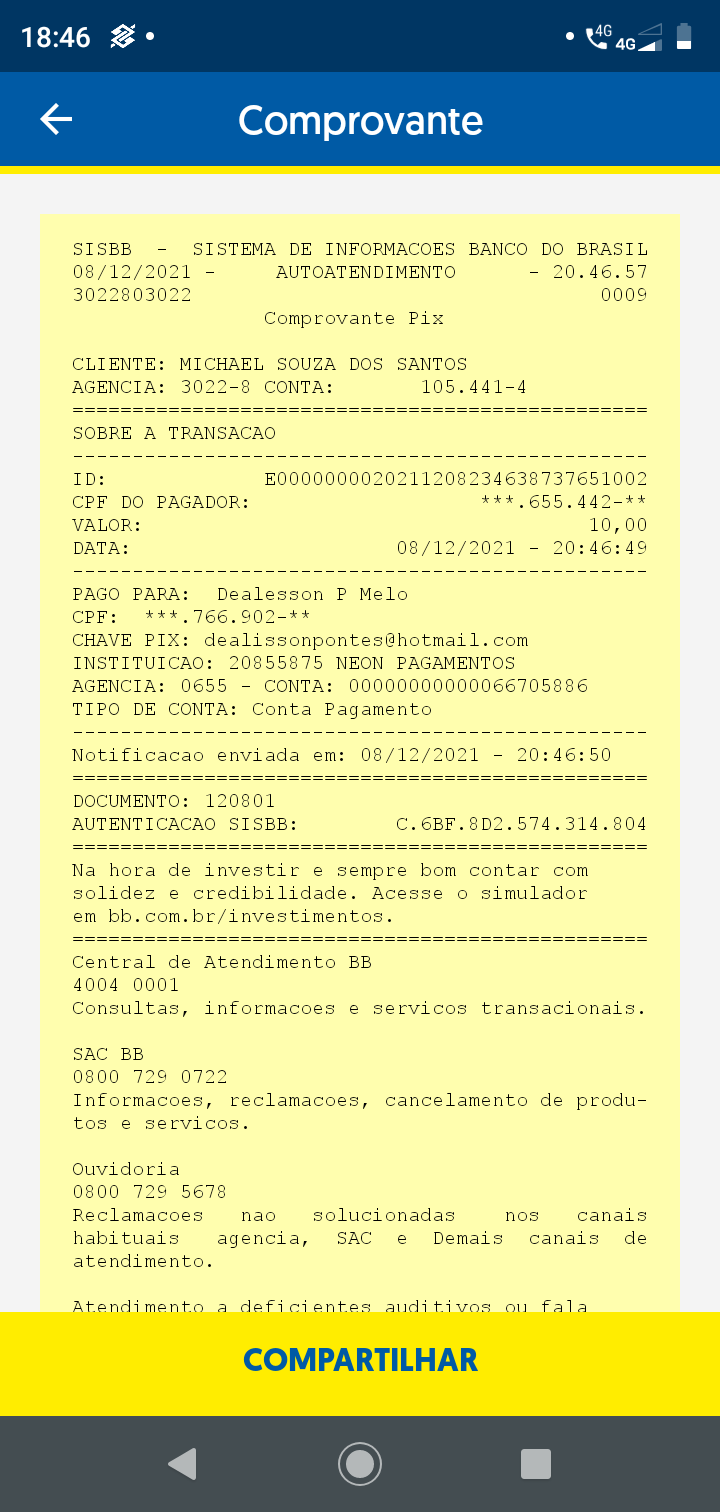 18:46
4G
4G
Comprovante
SISBB - SISTEMA DE INFORMACOES BANCO DO BRASIL
08/12/2021 - AUTOATENDIMENTO - 20.46.57
3022803022 0009
Comprovante Pix
CLIENTE: MICHAEL SOUZA DOS SANTOS
AGENCIA: 3022-8 CONTA: 105.441-4
================================================
SOBRE A TRANSACAO
------------------------------------------------
ID: E00000000202112082346387376510​02
CPF DO PAGADOR: ***.655.442-**
VALOR: 10,00
DATA: 08/12/2021 - 20:46:49
------------------------------------------------
PAGO PARA: Dealesson P Melo
CPF: ***.766.902-**
CHAVE PIX: dealissonpontes@hotmail.com
INSTITUICAO: 20855875 NEON PAGAMENTOS
AGENCIA: 0655 - CONTA: 00000000000066705886
TIPO DE CONTA: Conta Pagamento
------------------------------------------------
Notificacao enviada em: 08/12/2021 - 20:46:50
================================================
DOCUMENTO: 120801
AUTENTICACAO SISBB: C.6BF.8D2.574.314.804
================================================
Na hora de investir e sempre bom contar com
solidez e credibilidade. Acesse o simulador
em bb.com.br/investimentos.
================================================
Central de Atendimento BB
4004 0001
Consultas, informacoes e servicos transacionais.
SAC BB
0800 729 0722
Informacoes, reclamacoes, cancelamento de produ-
tos e servicos.
Ouvidoria
0800 729 5678
Reclamacoes nao solucionadas nos canais
habituais agencia, SAC e Demais canais de
atendimento.
Atendimento a deficientes auditivos ou fala
COMPARTILHAR